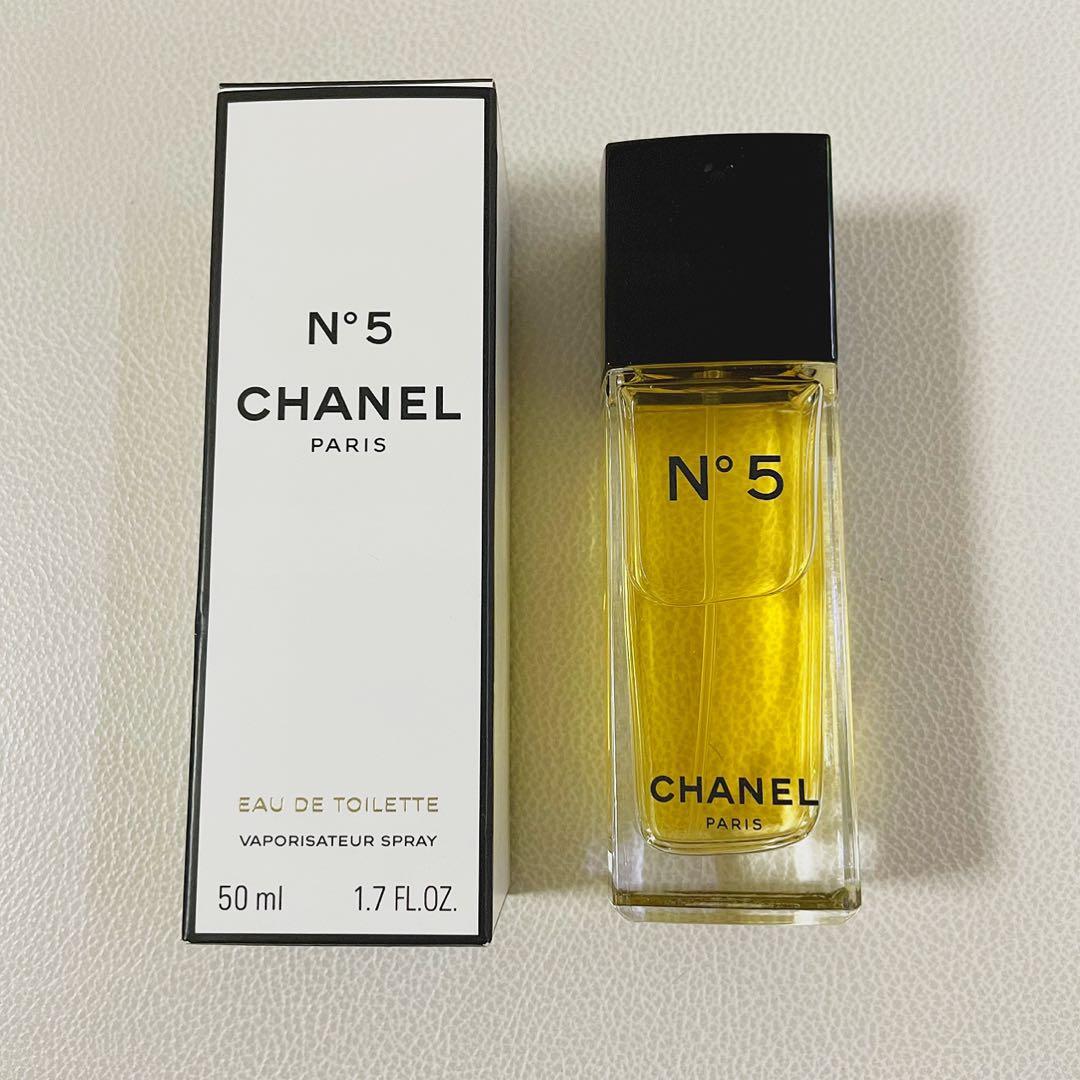 N°5
CHANEL
PARIS
EAU DE TOILETTE
VAPORISATEUR SPRAY
50 ml 1.7 FL.OZ.
N°5
CHANEL
PARIS